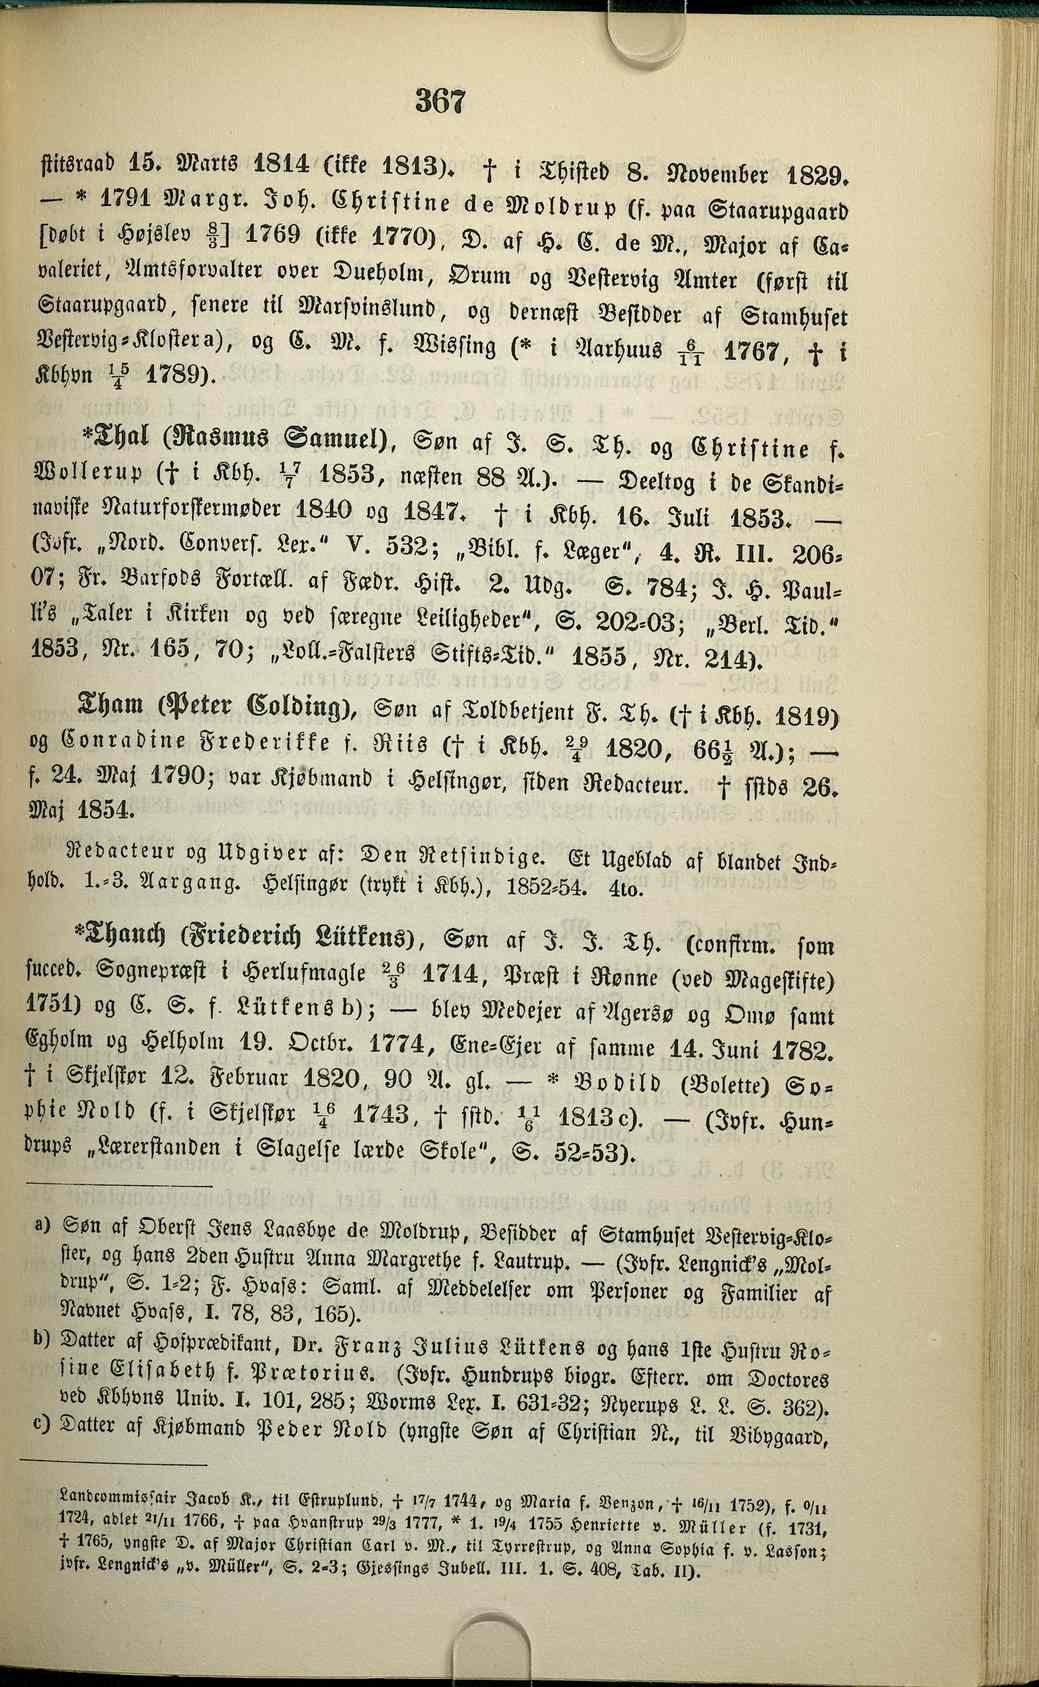 367
stitsraad 15. Marts 1814 (ikke 1813). † i Thisted 8. November 1829.
— * 1791 Margr. Joh. Christine de Moldrup (f. paa Staarupgaard
[døbt i Højslev 8/3] 1769 (ikke 1770), D. af H. C. de M., Major af Ca-
valeriet, Amtsforvalter over Dueholm, Ørum og Vestervig Amter (først til
Staarupgaard, senere til Marsvinslund, og dernæst Besidder af Stamhuset
Vestervig-Kloster a), og C. M. f. Wissing (* i Aarhuus 6/11 1767, † i
Kbhvn 15/4 1789).
*Thal (Rasmus Samuel), Søn af J. S. Th. og Christine f.
Wollerup († i Kbh. 17/7 1853, næsten 88 A.). — Deeltog i de Skandi-
naviske Naturforskermøder 1840 og 1847. † i Kbh. 16. Juli 1853. —
(Jvfr. „Nord. Convers. Lex.“ V. 532; „Bibl. f. Læger“, 4. R. III. 206-
07; Fr. Barfods Fortæll. af Fædr. Hist. 2. Udg. S. 784; J. H. Paul-
li's „Taler i Kirken og ved særegne Leiligheder“, S. 202-03; „Berl. Tid.“
1853, Nr. 165, 70; „Loll.-Falsters Stifts-Tid.“ 1855, Nr. 214).
Tham (Peter Colding), Søn af Toldbetjent F. Th. († i Kbh. 1819)
og Conradine Frederikke f. Riis († i Kbh. 29/4 1820, 66½ A.); —
f. 24. Maj 1790; var Kjøbmand i Helsingør, siden Redacteur. † sstds 26.
Maj 1854.
Redacteur og Udgiver af: Den Retsindige. Et Ugeblad af blandet Ind-
hold. 1.-3. Aargang. Helsingør (trykt i Kbh.), 1852-54. 4to.
*Thauch (Friederich Lütkens), Søn af J. J. Th. (confirm. som
succed. Sognepræst i Herlufmagle 26/3 1714, Præst i Rønne (ved Mageskifte)
1751) og C. S. f. Lütkens b); — blev Medejer af Agersø og Omø samt
Egholm og Helholm 19. Octbr. 1774, Ene-Ejer af samme 14. Juni 1782.
† i Skjelskør 12. Februar 1820, 90 A. gl. — * Bodild (Bolette) So-
phie Nold (f. i Skjelskør 16/4 1743, † sstd. 11/6 1813 c). — (Jvfr. Hun-
drups „Lærerstanden i Slagelse lærde Skole“, S. 52-53).
a) Søn af Oberst Jens Laasbye de Moldrup, Besidder af Stamhuset Vestervig-Klo-
ster, og hans 2den Hustru Anna Margrethe f. Lautrup. — (Jvfr. Lengnick's „Mol-
drup“, S. 1-2; F. Hvass: Saml. af Meddelelser om Personer og Familier af
Navnet Hvass, I. 78, 83, 165).
b) Datter af Hofprædikant, Dr. Franz Julius Lütkens og hans 1ste Hustru Ro-
sine Elisabeth f. Prætorius. (Jvfr. Hundrups biogr. Efterr. om Doctores
ved Kbhvns Univ. I. 101, 285; Worms Lex. I. 631-32; Nyerups L. L. S. 362).
c) Datter af Kjøbmand Peder Nold (yngste Søn af Christian N., til Vibygaard,
Landcommissair Jacob K., til Estruplund, † 17/7 1744, og Maria f. Benzon, † 16/11 1752), f. 9/11
1724, adlet 21/11 1766, † paa Hvanstrup 29/3 1777, * 1. 19/4 1755 Henriette v. Müller (f. 1731,
† 1765, yngste D. af Major Christian Carl v. M., til Tyrrestrup, og Anna Sophia f. v. Lasson;
jvfr. Lengnick's „v. Müller“, S. 2-3; Giessings Jubell. III. 1. S. 408, Tab. II).